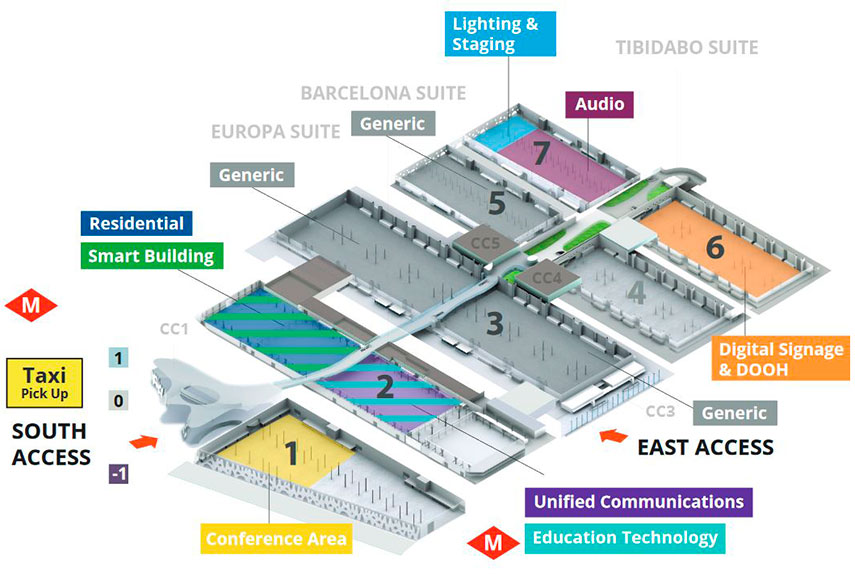 Lighting &
Staging
TIBIDABO SUITE
BARCELONA SUITE
Audio
EUROPA SUITE
Generic
7
Generic
5
Residential
6
Smart Building
CC5
CC4
4
M
CC1
3
1
Digital Signage
& DOOH
Taxi
Pick Up
0
2
CC3
Generic
SOUTH
ACCESS
EAST ACCESS
1
-1
Unified Communications
Conference Area
M
Education Technology